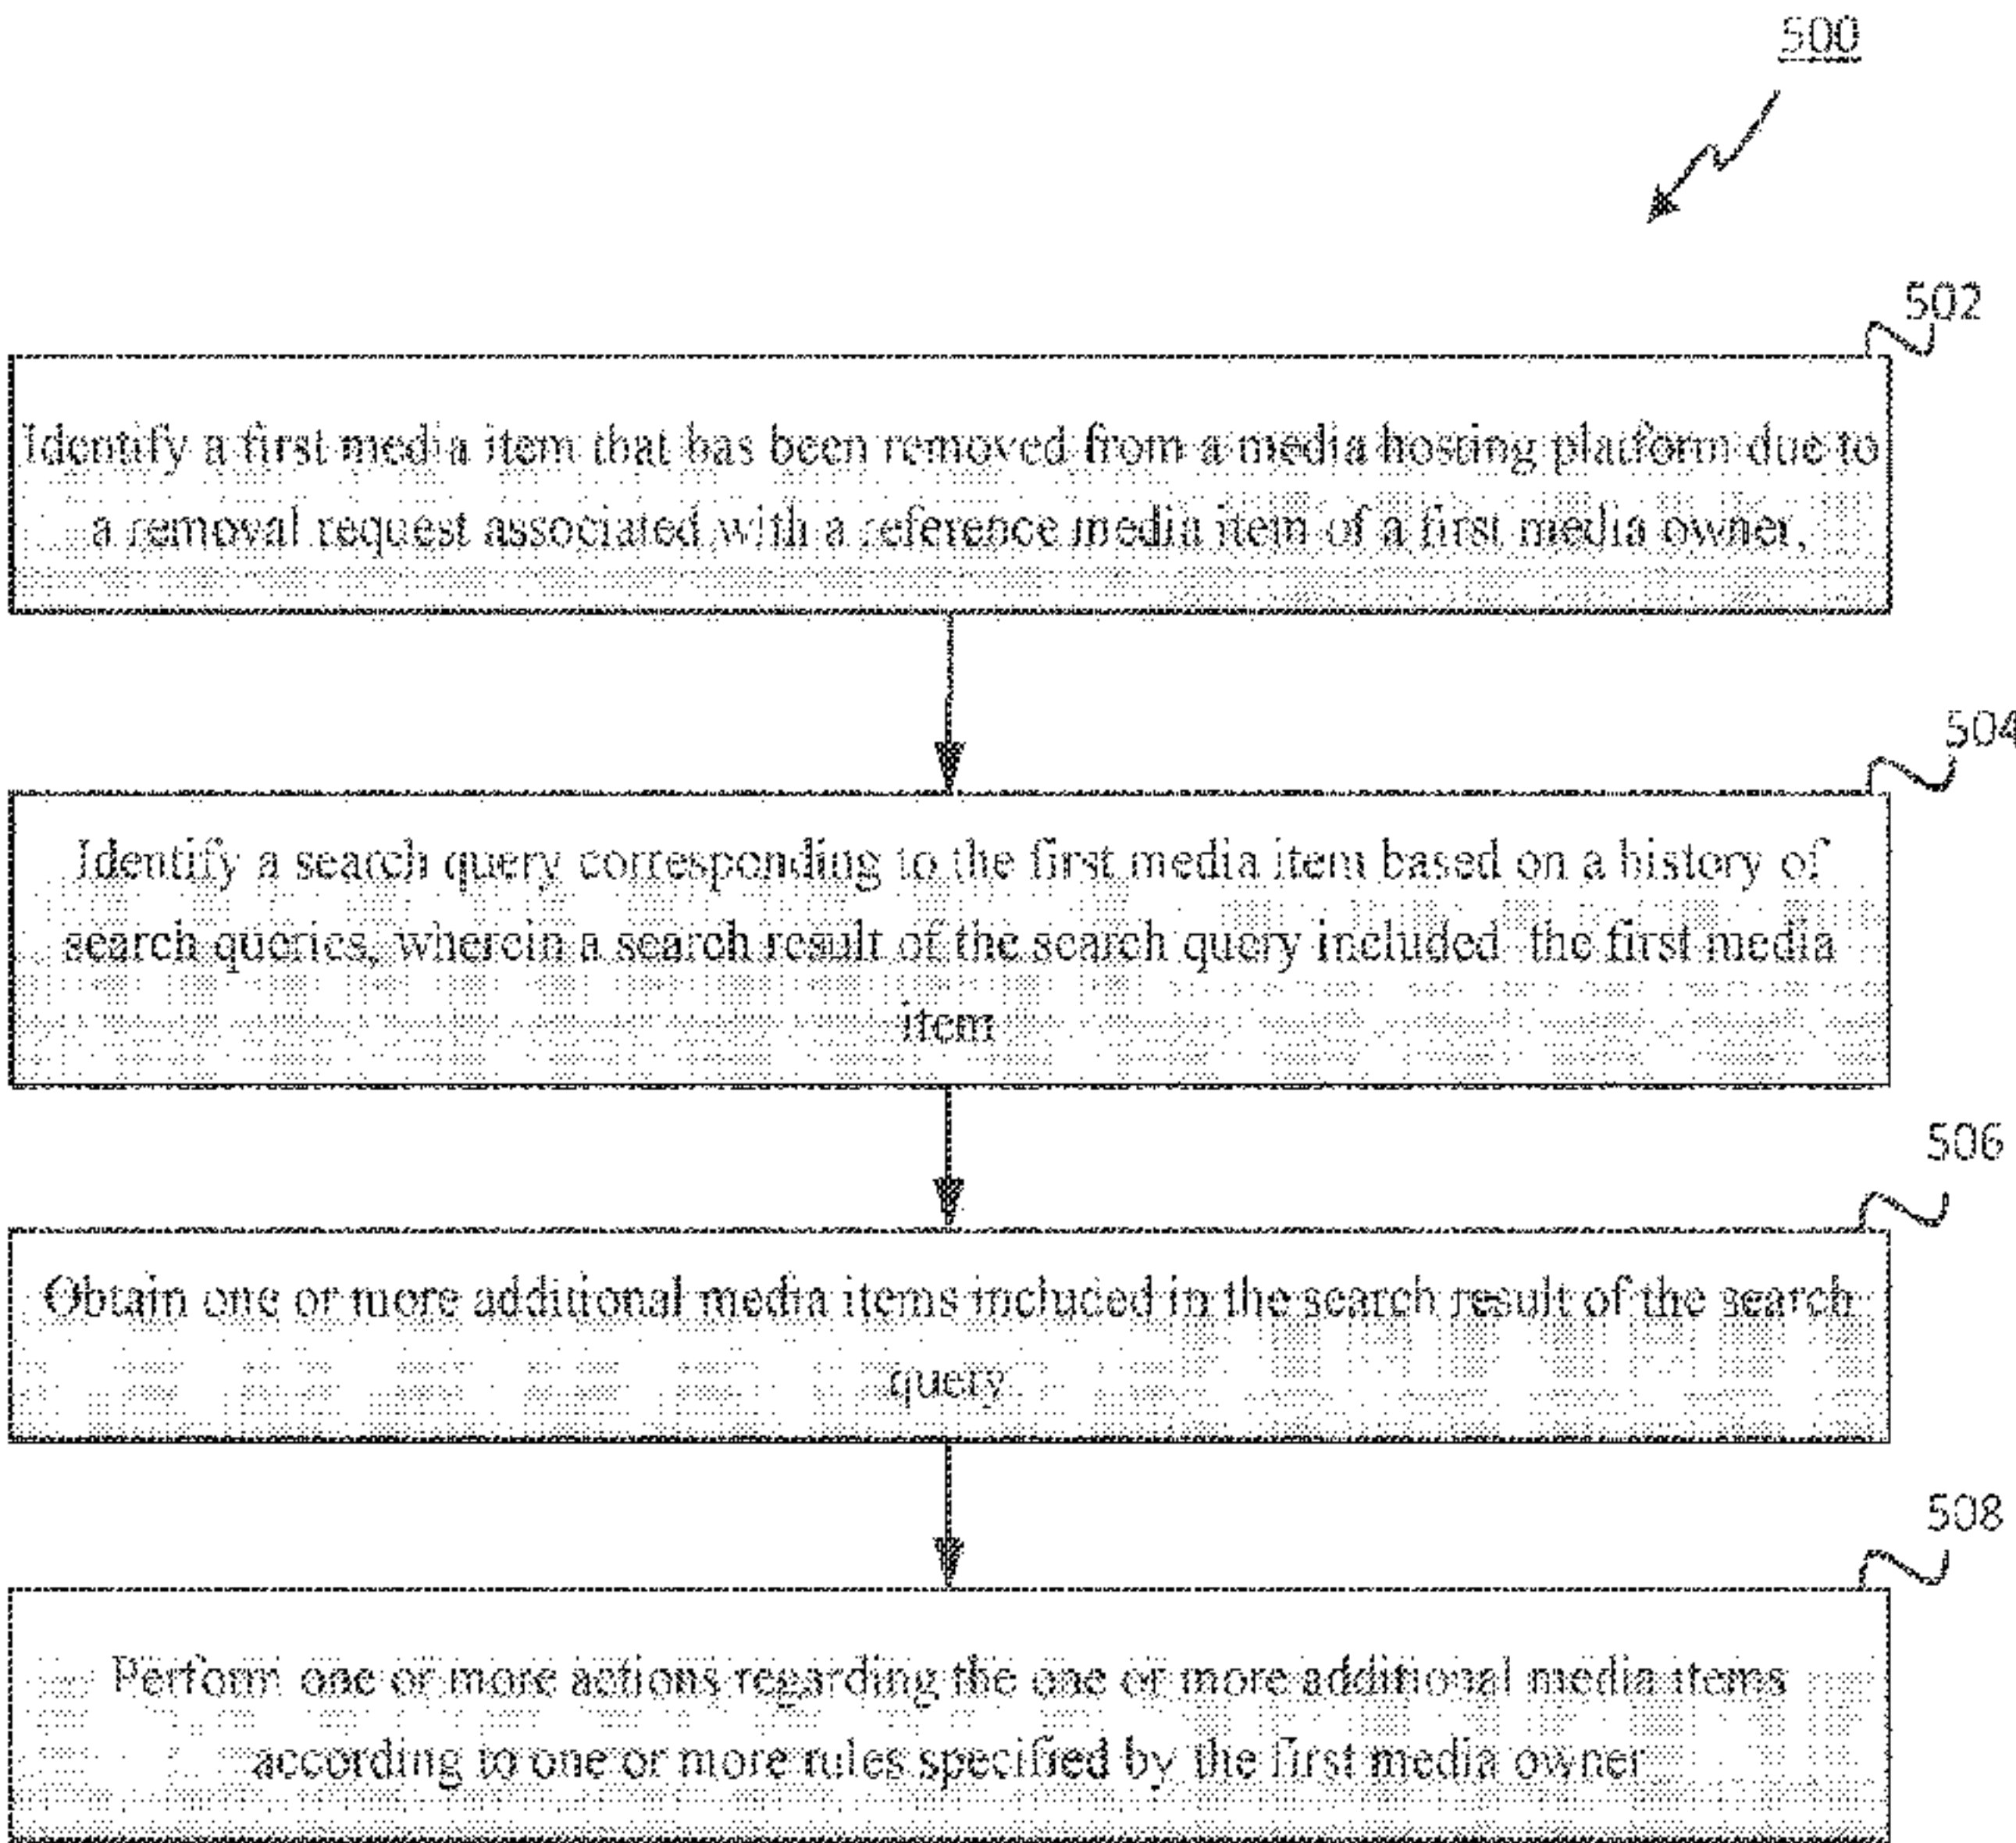 500
502
Identify a first media item that has been removed from a media hosting platform due to
a removal request associated with a reference media item of a first media owner,
504
Identify a search query corresponding to the first media item based on a history of
search queries, wherein a search result of the search query included the first media
item
506
Obtain one or more additional media items included in the search result of the search
query
508
Perform one or more actions regarding the one or more additional media items
according to one or more rules specified by the first media owner